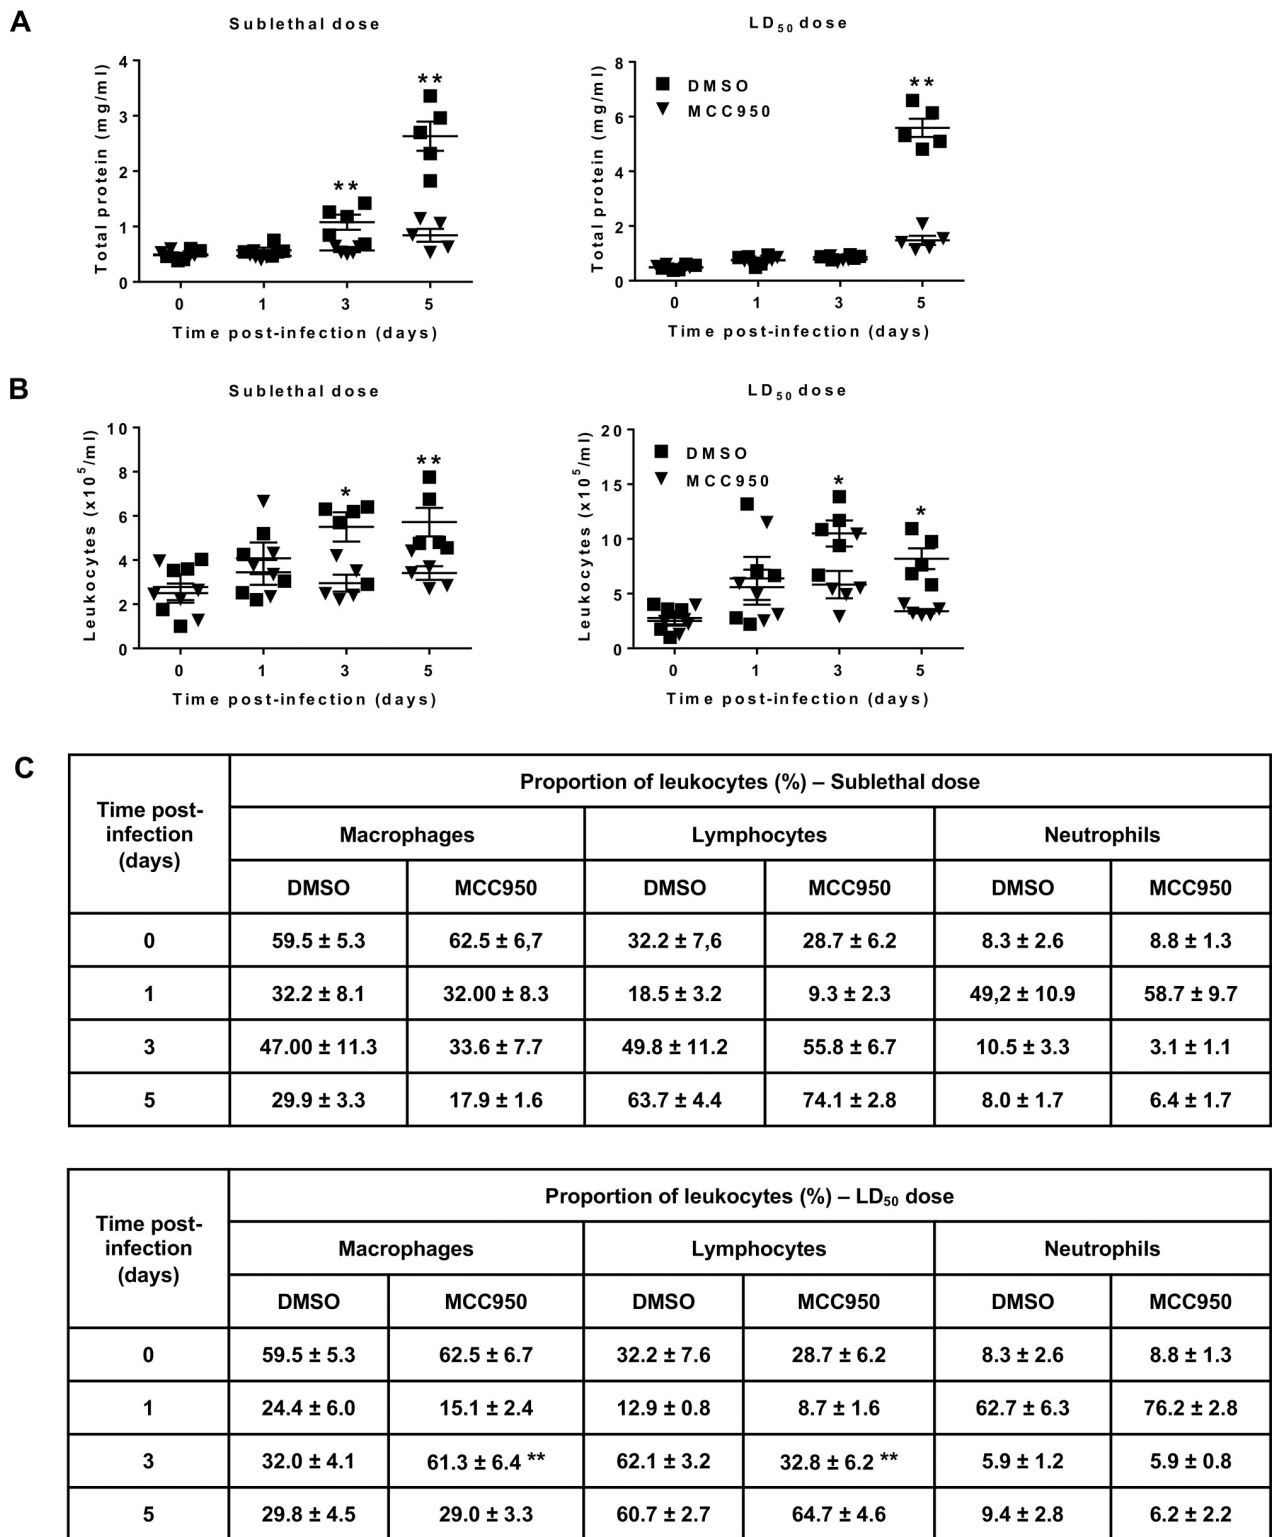 A
Sublethal dose
LD50 dose
Total protein (mg/ml)
4
3
2
1
0
**
**
0 1 3 5
Time post-infection (days)
Total protein (mg/ml)
8
6
4
2
0
DMSO
MCC950
**
0 1 3 5
Time post-infection (days)
B
Sublethal dose
LD50 dose
Leukocytes (x10^5/ml)
10
8
6
4
2
0
*
**
0 1 3 5
Time post-infection (days)
Leukocytes (x10^5/ml)
20
15
10
5
0
DMSO
MCC950
*
*
0 1 3 5
Time post-infection (days)
C
Time post-
infection
(days)
Proportion of leukocytes (%) – Sublethal dose
Macrophages Lymphocytes Neutrophils
DMSO MCC950 DMSO MCC950 DMSO MCC950
0 59.5 ± 5.3 62.5 ± 6,7 32.2 ± 7,6 28.7 ± 6.2 8.3 ± 2.6 8.8 ± 1.3
1 32.2 ± 8.1 32.00 ± 8.3 18.5 ± 3.2 9.3 ± 2.3 49,2 ± 10.9 58.7 ± 9.7
3 47.00 ± 11.3 33.6 ± 7.7 49.8 ± 11.2 55.8 ± 6.7 10.5 ± 3.3 3.1 ± 1.1
5 29.9 ± 3.3 17.9 ± 1.6 63.7 ± 4.4 74.1 ± 2.8 8.0 ± 1.7 6.4 ± 1.7
Time post-
infection
(days)
Proportion of leukocytes (%) – LD50 dose
Macrophages Lymphocytes Neutrophils
DMSO MCC950 DMSO MCC950 DMSO MCC950
0 59.5 ± 5.3 62.5 ± 6.7 32.2 ± 7.6 28.7 ± 6.2 8.3 ± 2.6 8.8 ± 1.3
1 24.4 ± 6.0 15.1 ± 2.4 12.9 ± 0.8 8.7 ± 1.6 62.7 ± 6.3 76.2 ± 2.8
3 32.0 ± 4.1 61.3 ± 6.4 ** 62.1 ± 3.2 32.8 ± 6.2 ** 5.9 ± 1.2 5.9 ± 0.8
5 29.8 ± 4.5 29.0 ± 3.3 60.7 ± 2.7 64.7 ± 4.6 9.4 ± 2.8 6.2 ± 2.2